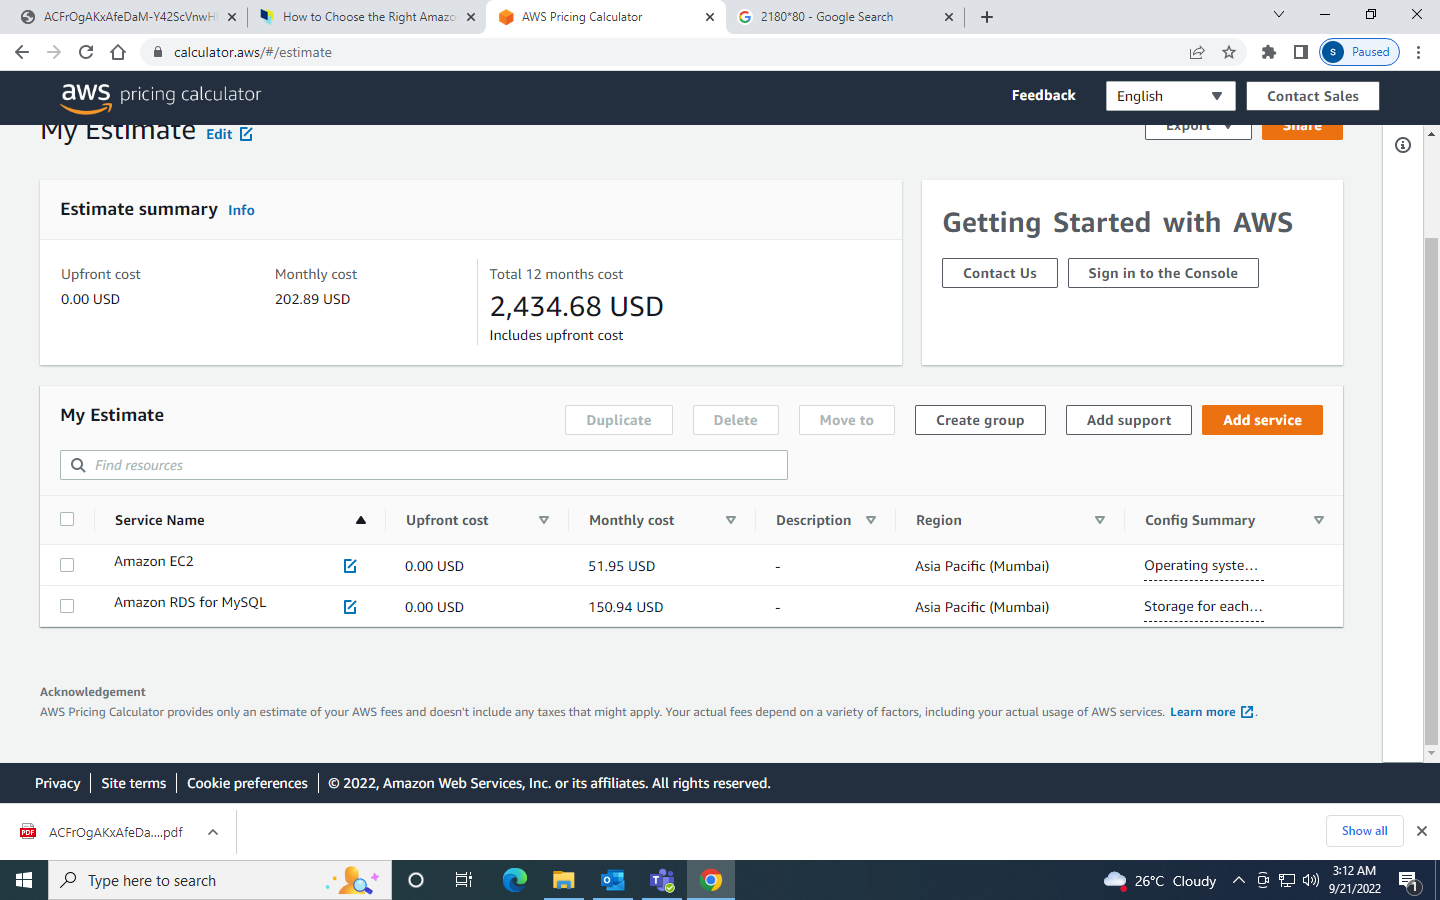 ACFrOgAKxAfeDaM-Y42ScVnwH
How to Choose the Right Amazo
AWS Pricing Calculator
2180*80 - Google Search
calculator.aws/#/estimate
S Paused
aws pricing calculator
Feedback
English
Contact Sales
My Estimate Edit
Export
Share
Estimate summary Info
Upfront cost
0.00 USD
Monthly cost
202.89 USD
Total 12 months cost
2,434.68 USD
Includes upfront cost
Getting Started with AWS
Contact Us
Sign in to the Console
My Estimate
Duplicate
Delete
Move to
Create group
Add support
Add service
Find resources
Service Name Upfront cost Monthly cost Description Region Config Summary
Amazon EC2 0.00 USD 51.95 USD - Asia Pacific (Mumbai) Operating syste...
Amazon RDS for MySQL 0.00 USD 150.94 USD - Asia Pacific (Mumbai) Storage for each...
Acknowledgement
AWS Pricing Calculator provides only an estimate of your AWS fees and doesn't include any taxes that might apply. Your actual fees depend on a variety of factors, including your actual usage of AWS services. Learn more .
Privacy | Site terms | Cookie preferences | © 2022, Amazon Web Services, Inc. or its affiliates. All rights reserved.
PDF ACFrOgAKxAfeDa....pdf
Show all
Type here to search
26°C Cloudy
3:12 AM
9/21/2022
1